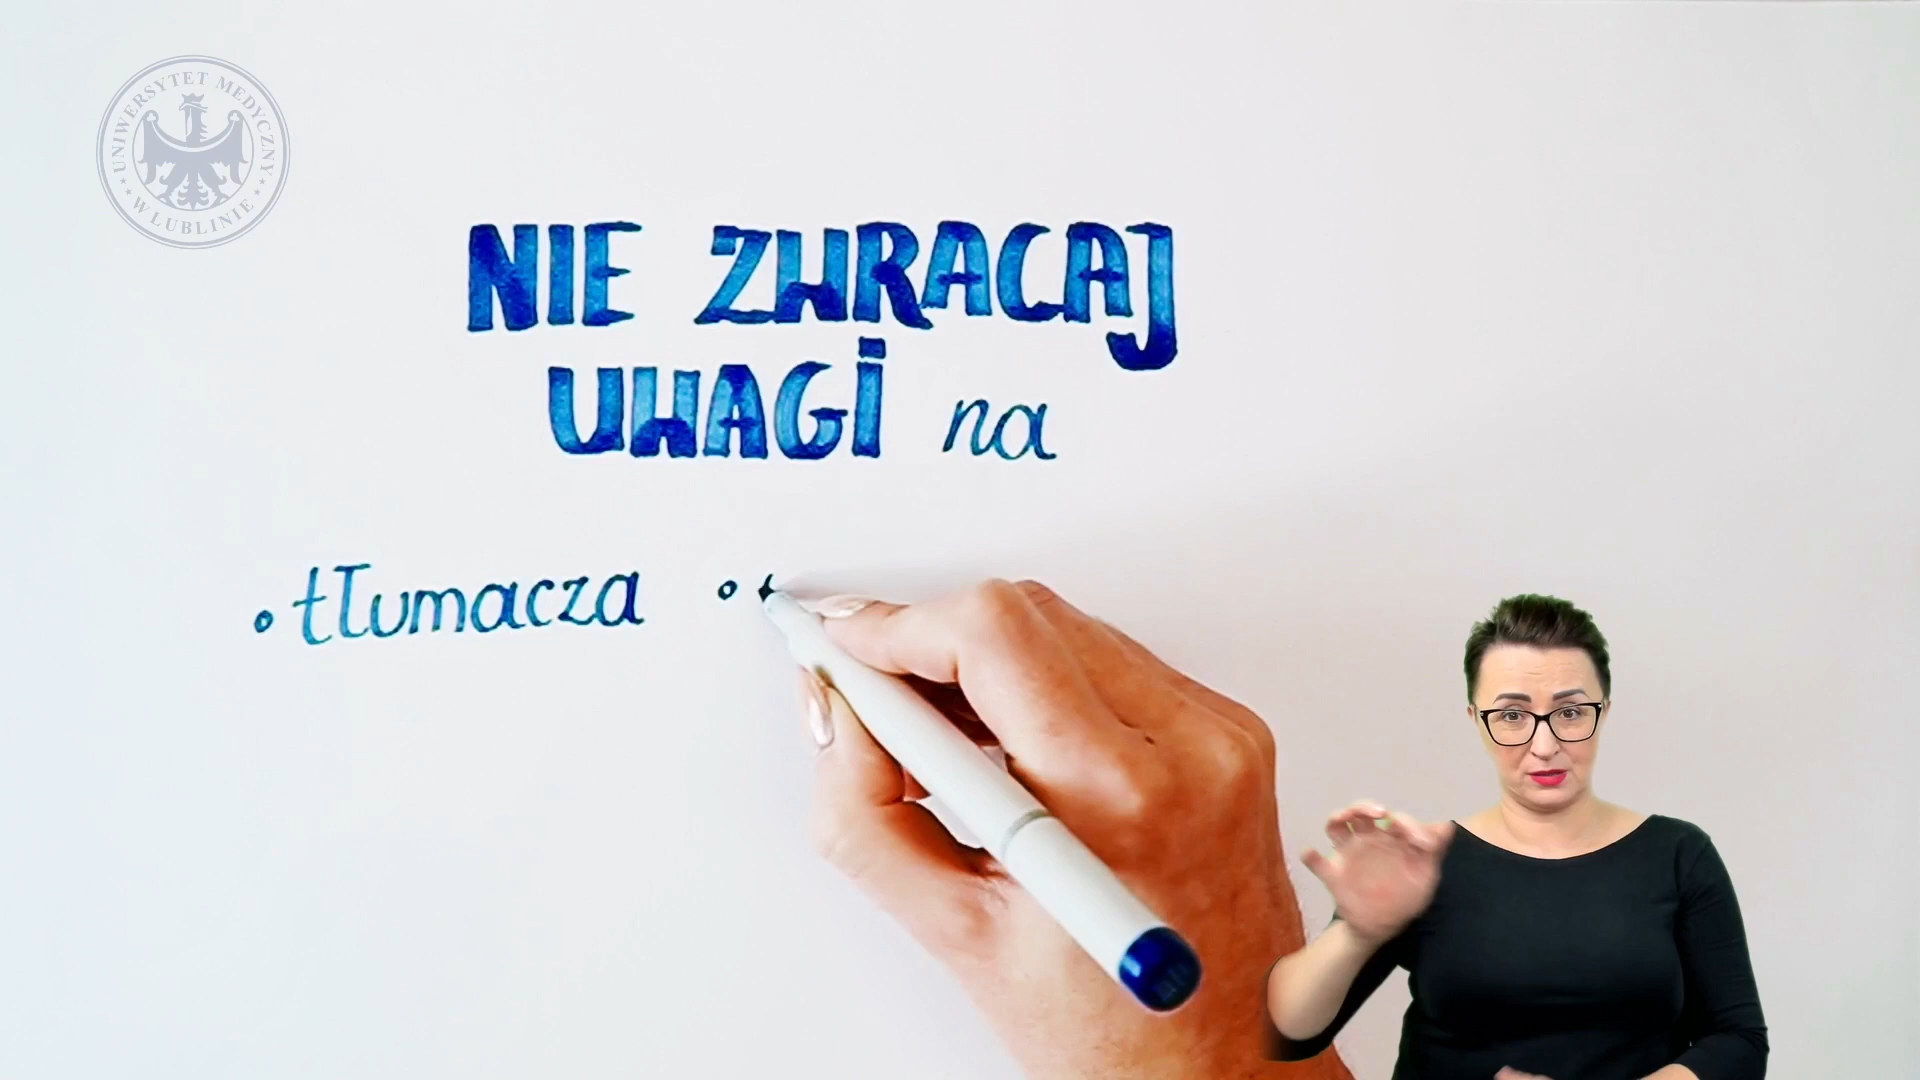 UNIWERSYTET MEDYCZNY
W LUBLINIE
NIE ZWRACAJ
UWAGI na
• tłumacza •